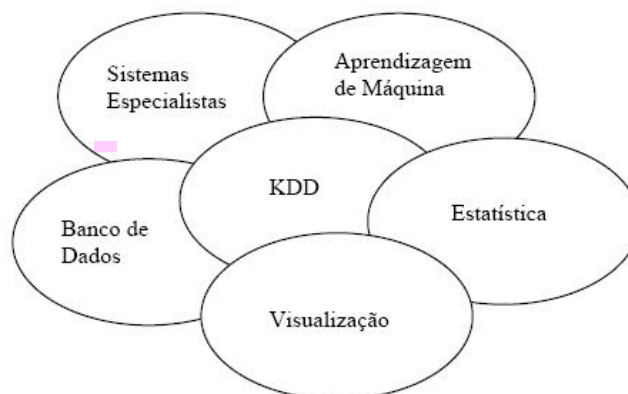 Sistemas
Especialistas
Aprendizagem
de Máquina
KDD
Estatística
Banco de
Dados
Visualização